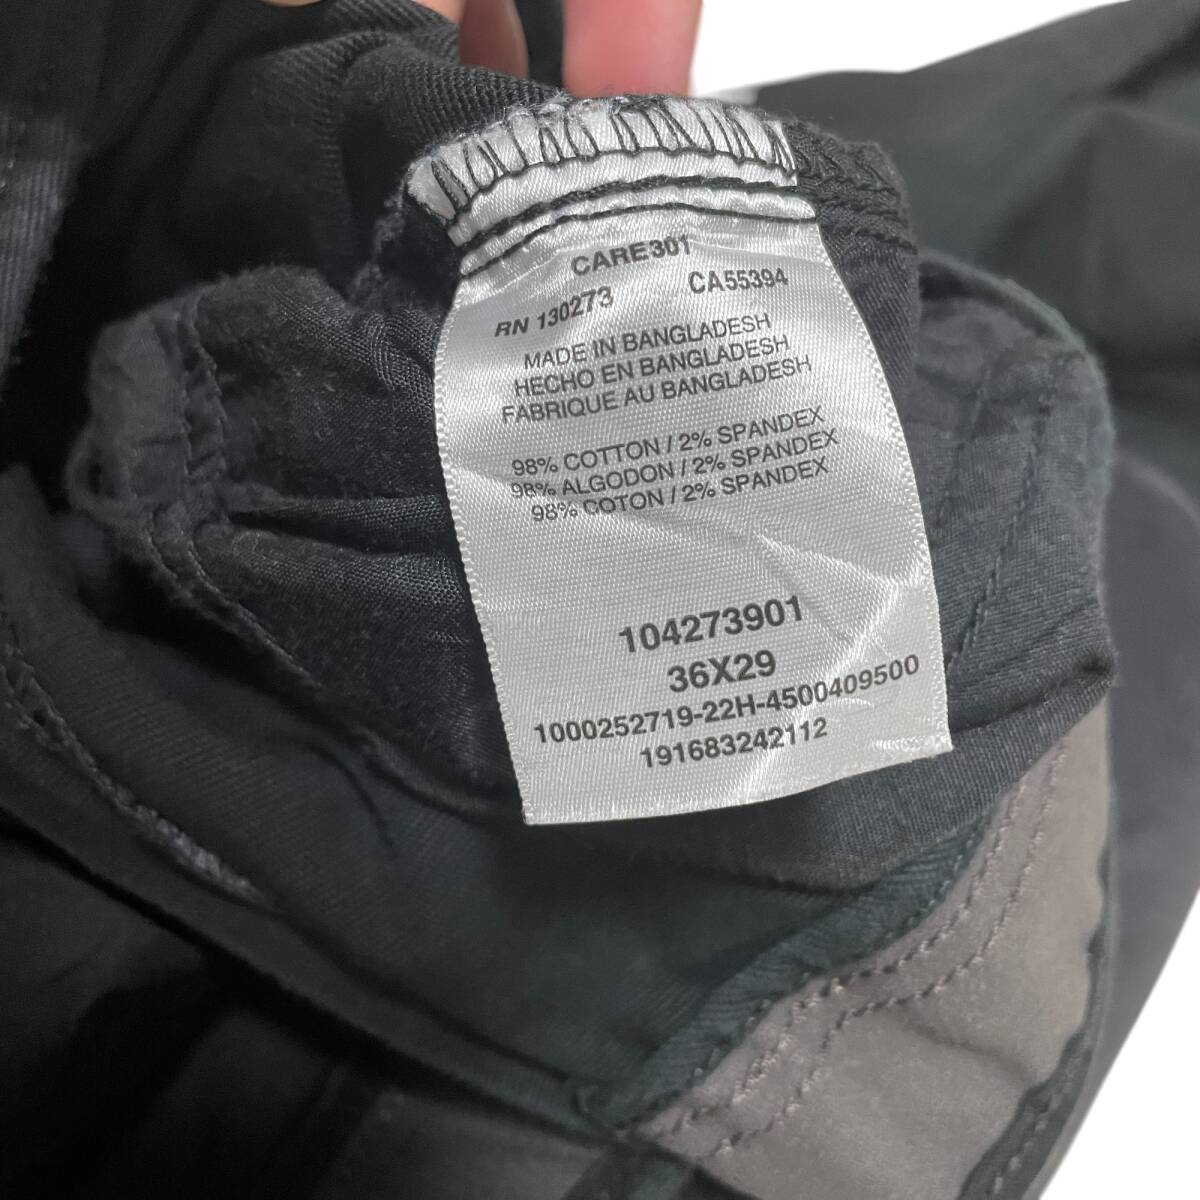 CARE301
RN 130273 CA55394
MADE IN BANGLADESH
HECHO EN BANGLADESH
FABRIQUE AU BANGLADESH
98% COTTON / 2% SPANDEX
98% ALGODON / 2% SPANDEX
98% COTON / 2% SPANDEX
104273901
36X29
1000252719-22H-4500409500
191683242112